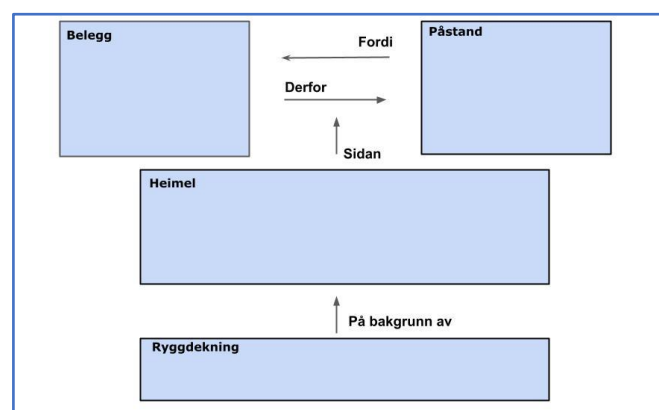 Belegg
Fordi
Påstand
Derfor
Sidan
Heimel
På bakgrunn av
Ryggdekning